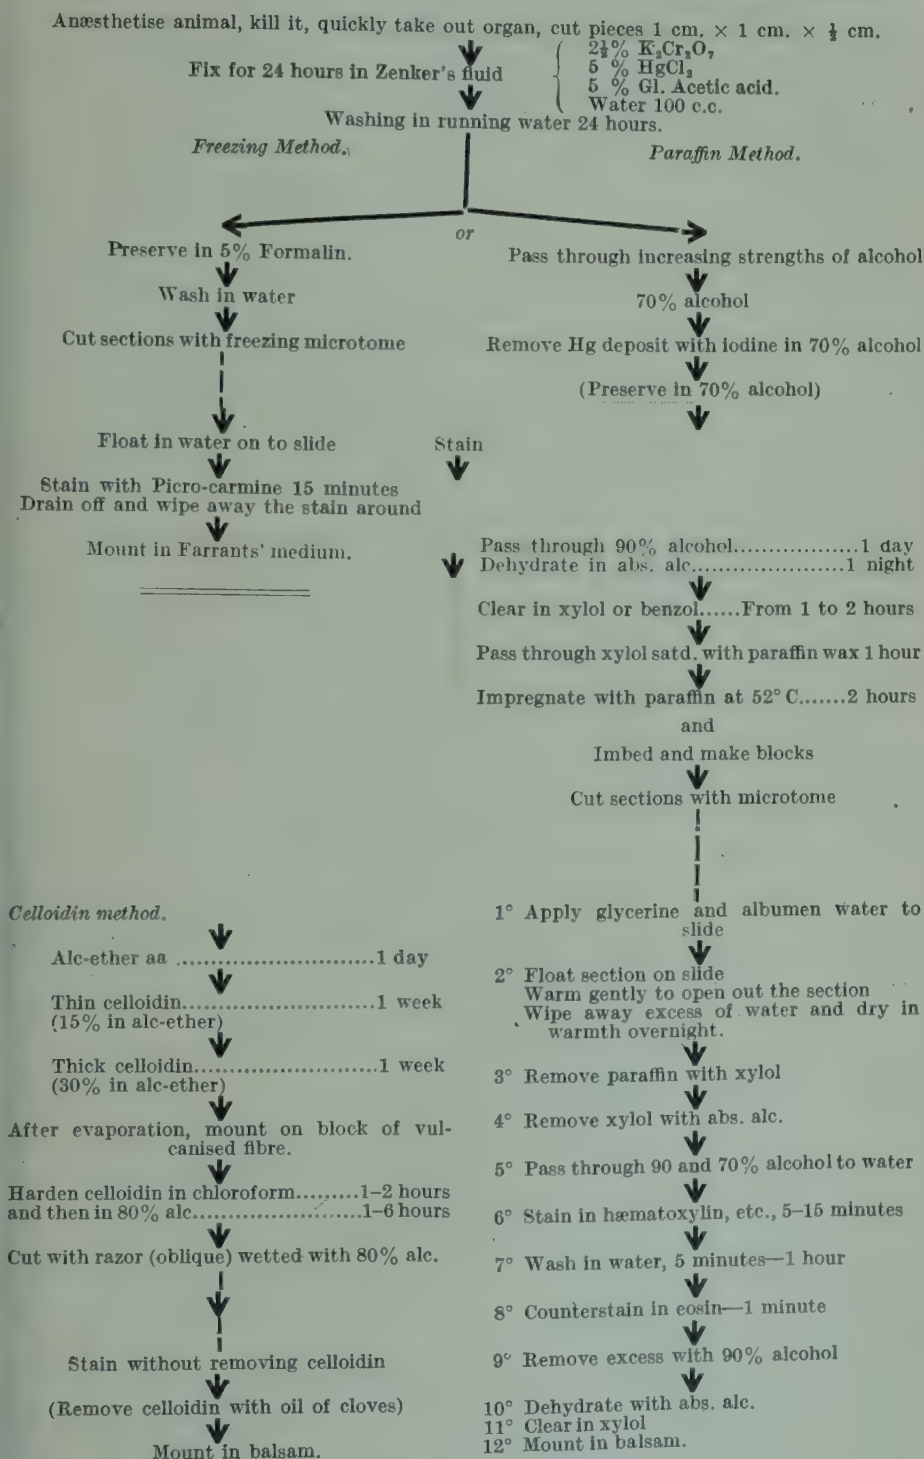 Anæsthetise animal, kill it, quickly take out organ, cut pieces 1 cm. × 1 cm. × ½ cm.
Fix for 24 hours in Zenker's fluid
2½% K₂Cr₂O₇
5 % HgCl₂
5 % Gl. Acetic acid.
Water 100 c.c.
Washing in running water 24 hours.
Freezing Method.
Paraffin Method.
or
Preserve in 5% Formalin.
Wash in water
Cut sections with freezing microtome
Float in water on to slide
Stain with Picro-carmine 15 minutes
Drain off and wipe away the stain around
Mount in Farrants' medium.
Pass through increasing strengths of alcohol
70% alcohol
Remove Hg deposit with iodine in 70% alcohol
(Preserve in 70% alcohol)
Stain
Pass through 90% alcohol..................1 day
Dehydrate in abs. alc......................1 night
Clear in xylol or benzol......From 1 to 2 hours
Pass through xylol satd. with paraffin wax 1 hour
Impregnate with paraffin at 52° C.......2 hours
and
Imbed and make blocks
Cut sections with microtome
Celloidin method.
Alc-ether aa ............................1 day
Thin celloidin...........................1 week
(15% in alc-ether)
Thick celloidin..........................1 week
(30% in alc-ether)
After evaporation, mount on block of vul-
canised fibre.
Harden celloidin in chloroform.........1–2 hours
and then in 80% alc.......................1–6 hours
Cut with razor (oblique) wetted with 80% alc.
Stain without removing celloidin
(Remove celloidin with oil of cloves)
Mount in balsam.
1° Apply glycerine and albumen water to
slide
2° Float section on slide
Warm gently to open out the section
Wipe away excess of water and dry in
warmth overnight.
3° Remove paraffin with xylol
4° Remove xylol with abs. alc.
5° Pass through 90 and 70% alcohol to water
6° Stain in hæmatoxylin, etc., 5–15 minutes
7° Wash in water, 5 minutes—1 hour
8° Counterstain in eosin—1 minute
9° Remove excess with 90% alcohol
10° Dehydrate with abs. alc.
11° Clear in xylol
12° Mount in balsam.